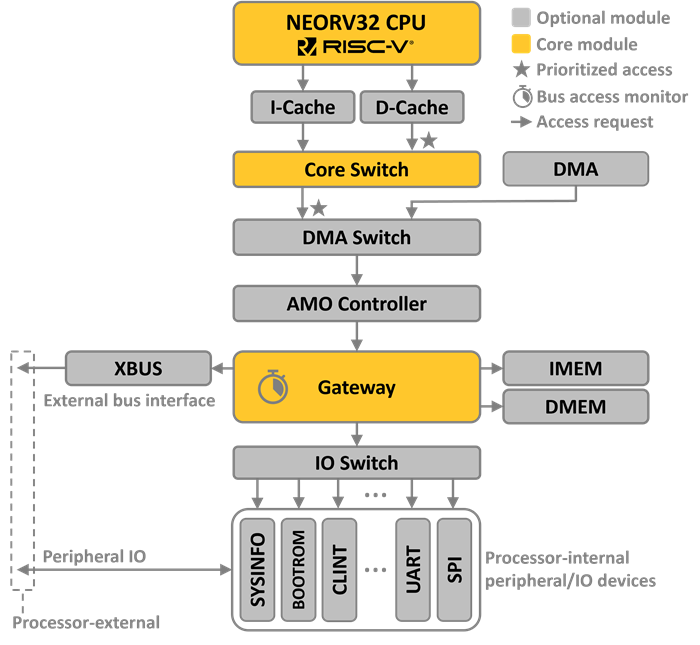 NEORV32 CPU
RISC-V®
Optional module
Core module
Prioritized access
Bus access monitor
Access request
I-Cache
D-Cache
Core Switch
DMA
DMA Switch
AMO Controller
XBUS
External bus interface
Gateway
IMEM
DMEM
IO Switch
...
SYSINFO
BOOTROM
CLINT
...
UART
SPI
Peripheral IO
Processor-internal
peripheral/IO devices
Processor-external